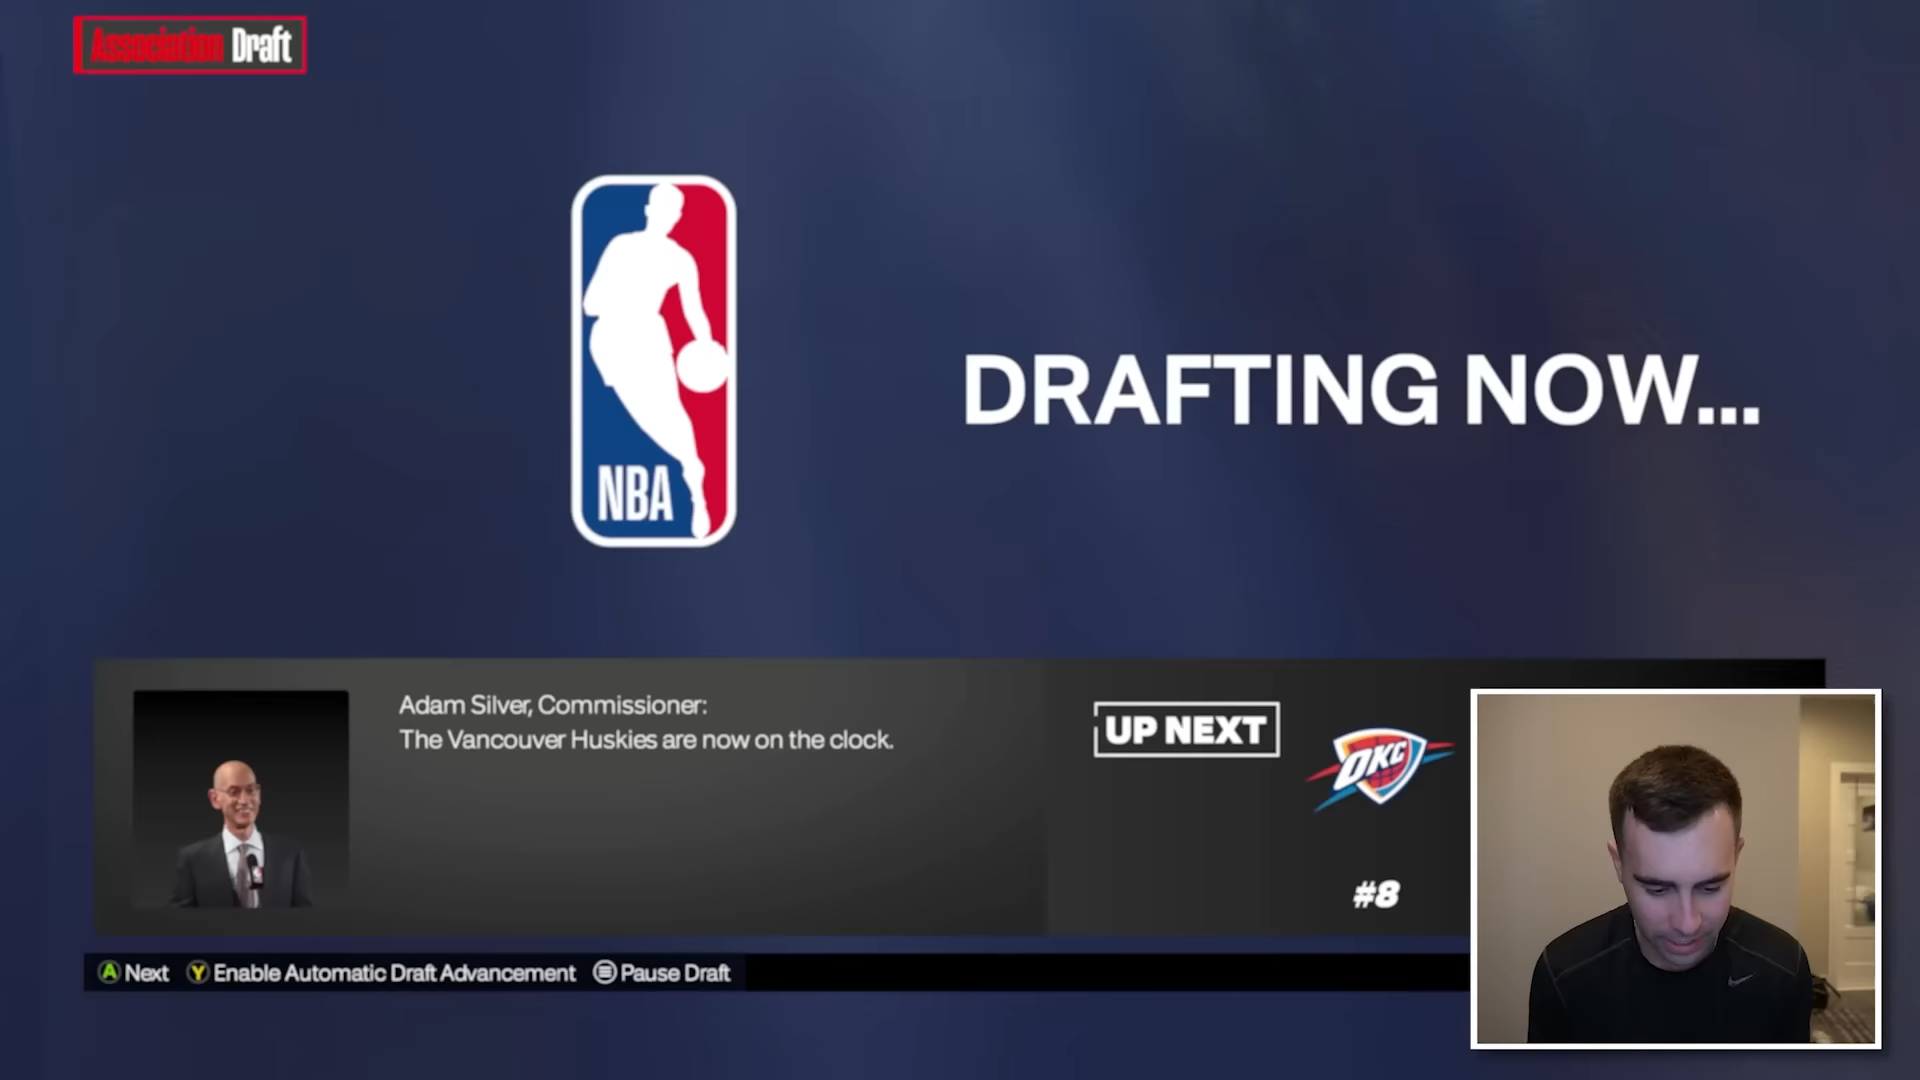 Association Draft
NBA
DRAFTING NOW...
Adam Silver, Commissioner:
The Vancouver Huskies are now on the clock.
UP NEXT
OKC
#8
A Next Y Enable Automatic Draft Advancement Pause Draft